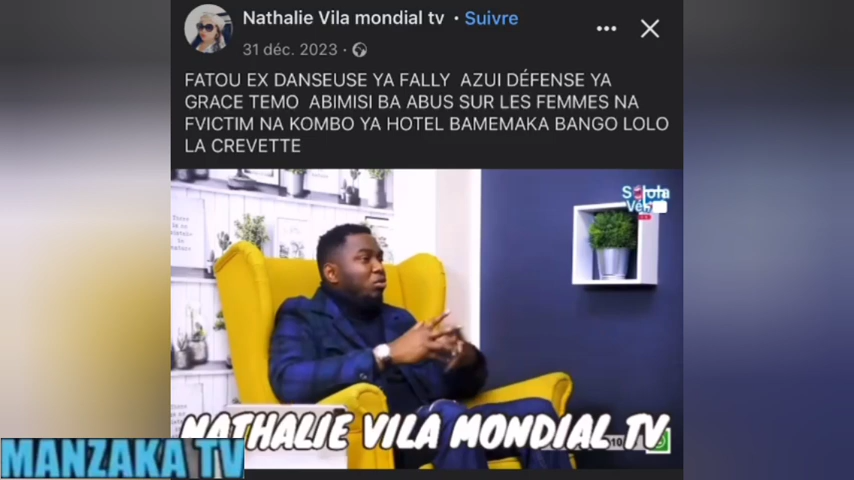 Nathalie Vila mondial tv · Suivre
31 déc. 2023 ·
FATOU EX DANSEUSE YA FALLY AZUI DÉFENSE YA
GRACE TEMO ABIMISI BA ABUS SUR LES FEMMES NA
FVICTIM NA KOMBO YA HOTEL BAMEMAKA BANGO LOLO
LA CREVETTE
NATHALIE VILA MONDIAL TV
MANZAKA TV